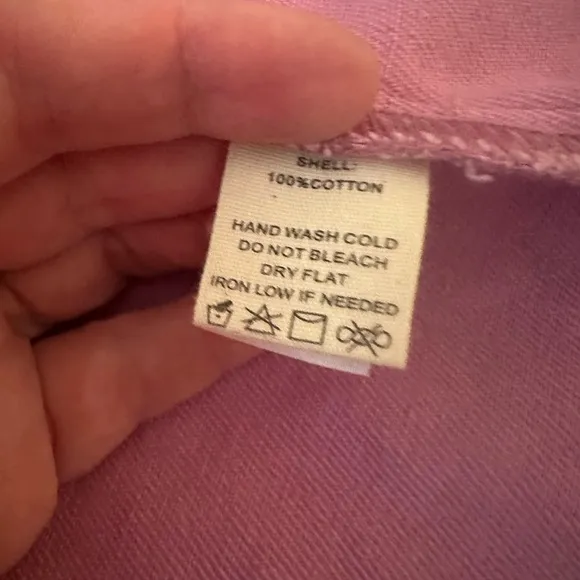 SHELL:
100%COTTON
HAND WASH COLD
DO NOT BLEACH
DRY FLAT
IRON LOW IF NEEDED